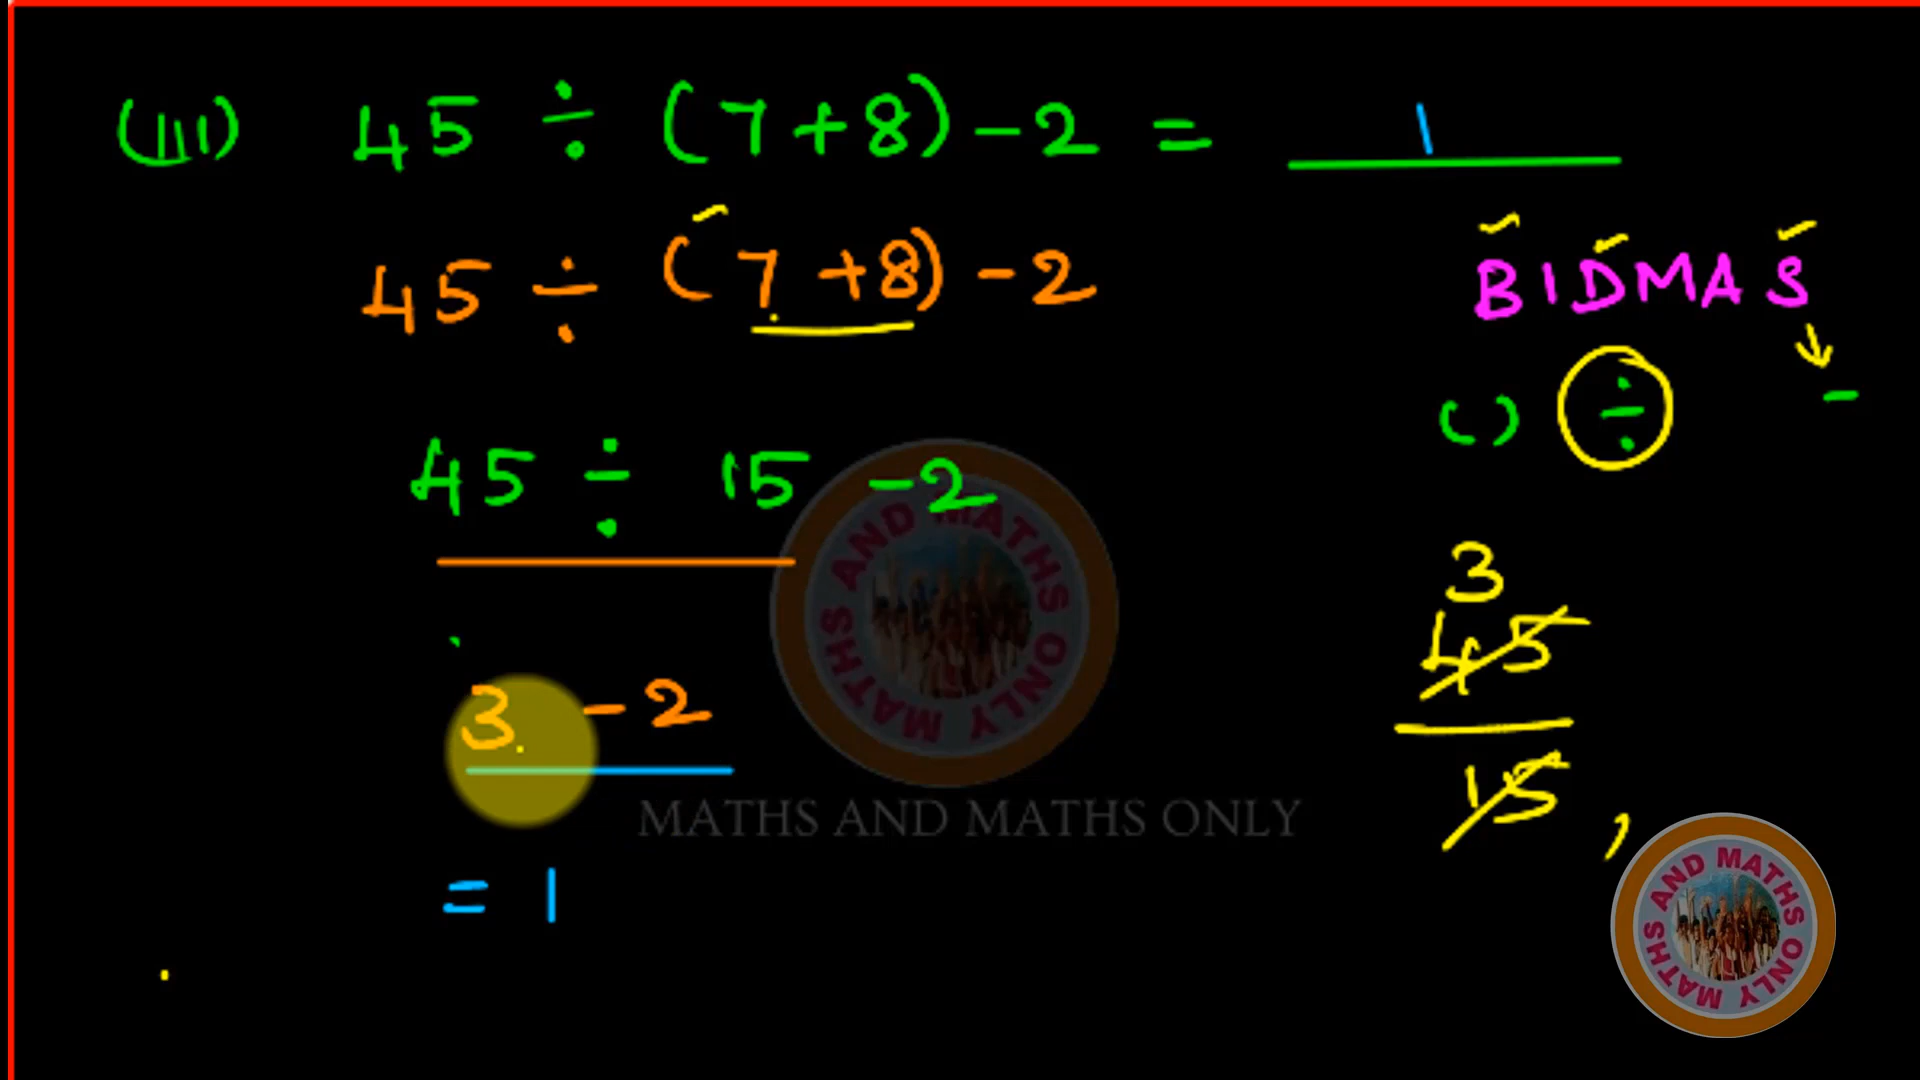 (III) 45 ÷ (7+8) - 2 = 1
45 ÷ (7+8) - 2
BIDMAS
( ) ÷ -
45 ÷ 15 - 2
3
45
15
,
3 - 2
MATHS AND MATHS ONLY
MATHS AND MATHS ONLY
= 1
MATHS AND MATHS ONLY